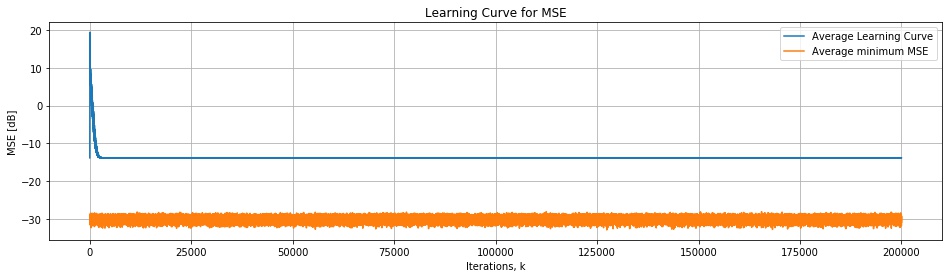 Learning Curve for MSE
Average Learning Curve
Average minimum MSE
MSE [dB]
20
10
0
−10
−20
−30
0 25000 50000 75000 100000 125000 150000 175000 200000
Iterations, k